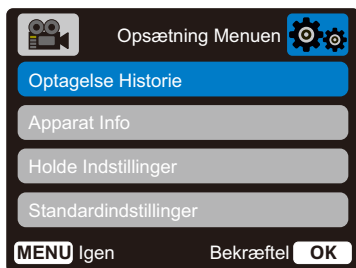 Opsætning Menuen
Optagelse Historie
Apparat Info
Holde Indstillinger
Standardindstillinger
MENU Igen Bekræftel OK